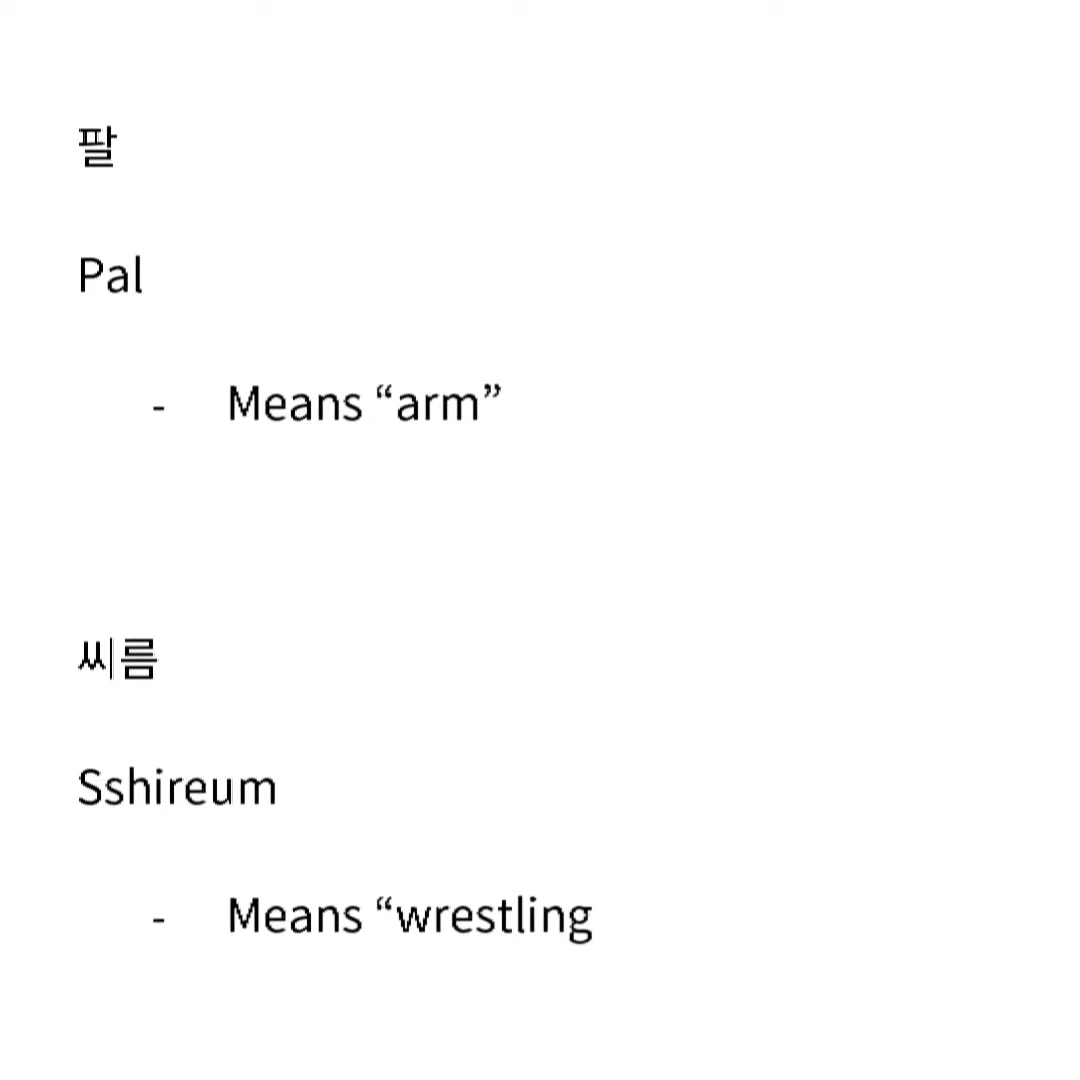 팔
Pal
- Means “arm”
씨름
Sshireum
- Means “wrestling